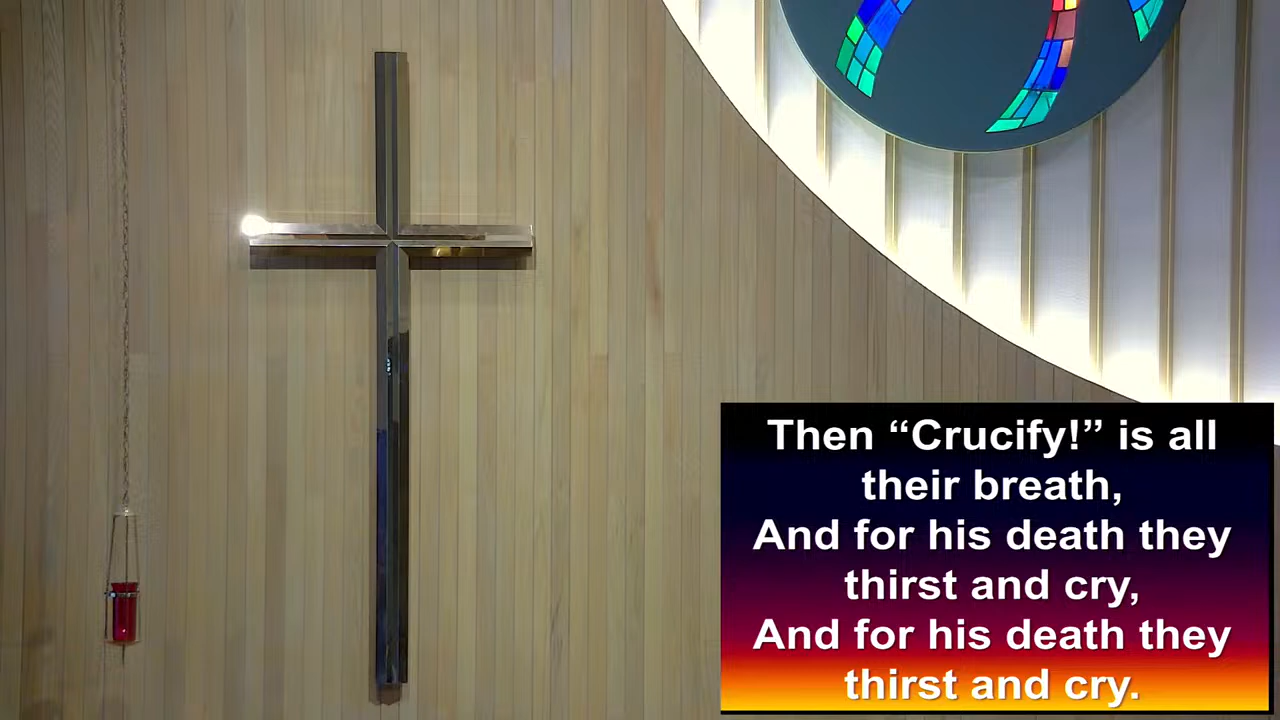 Then “Crucify!” is all
their breath,
And for his death they
thirst and cry,
And for his death they
thirst and cry.